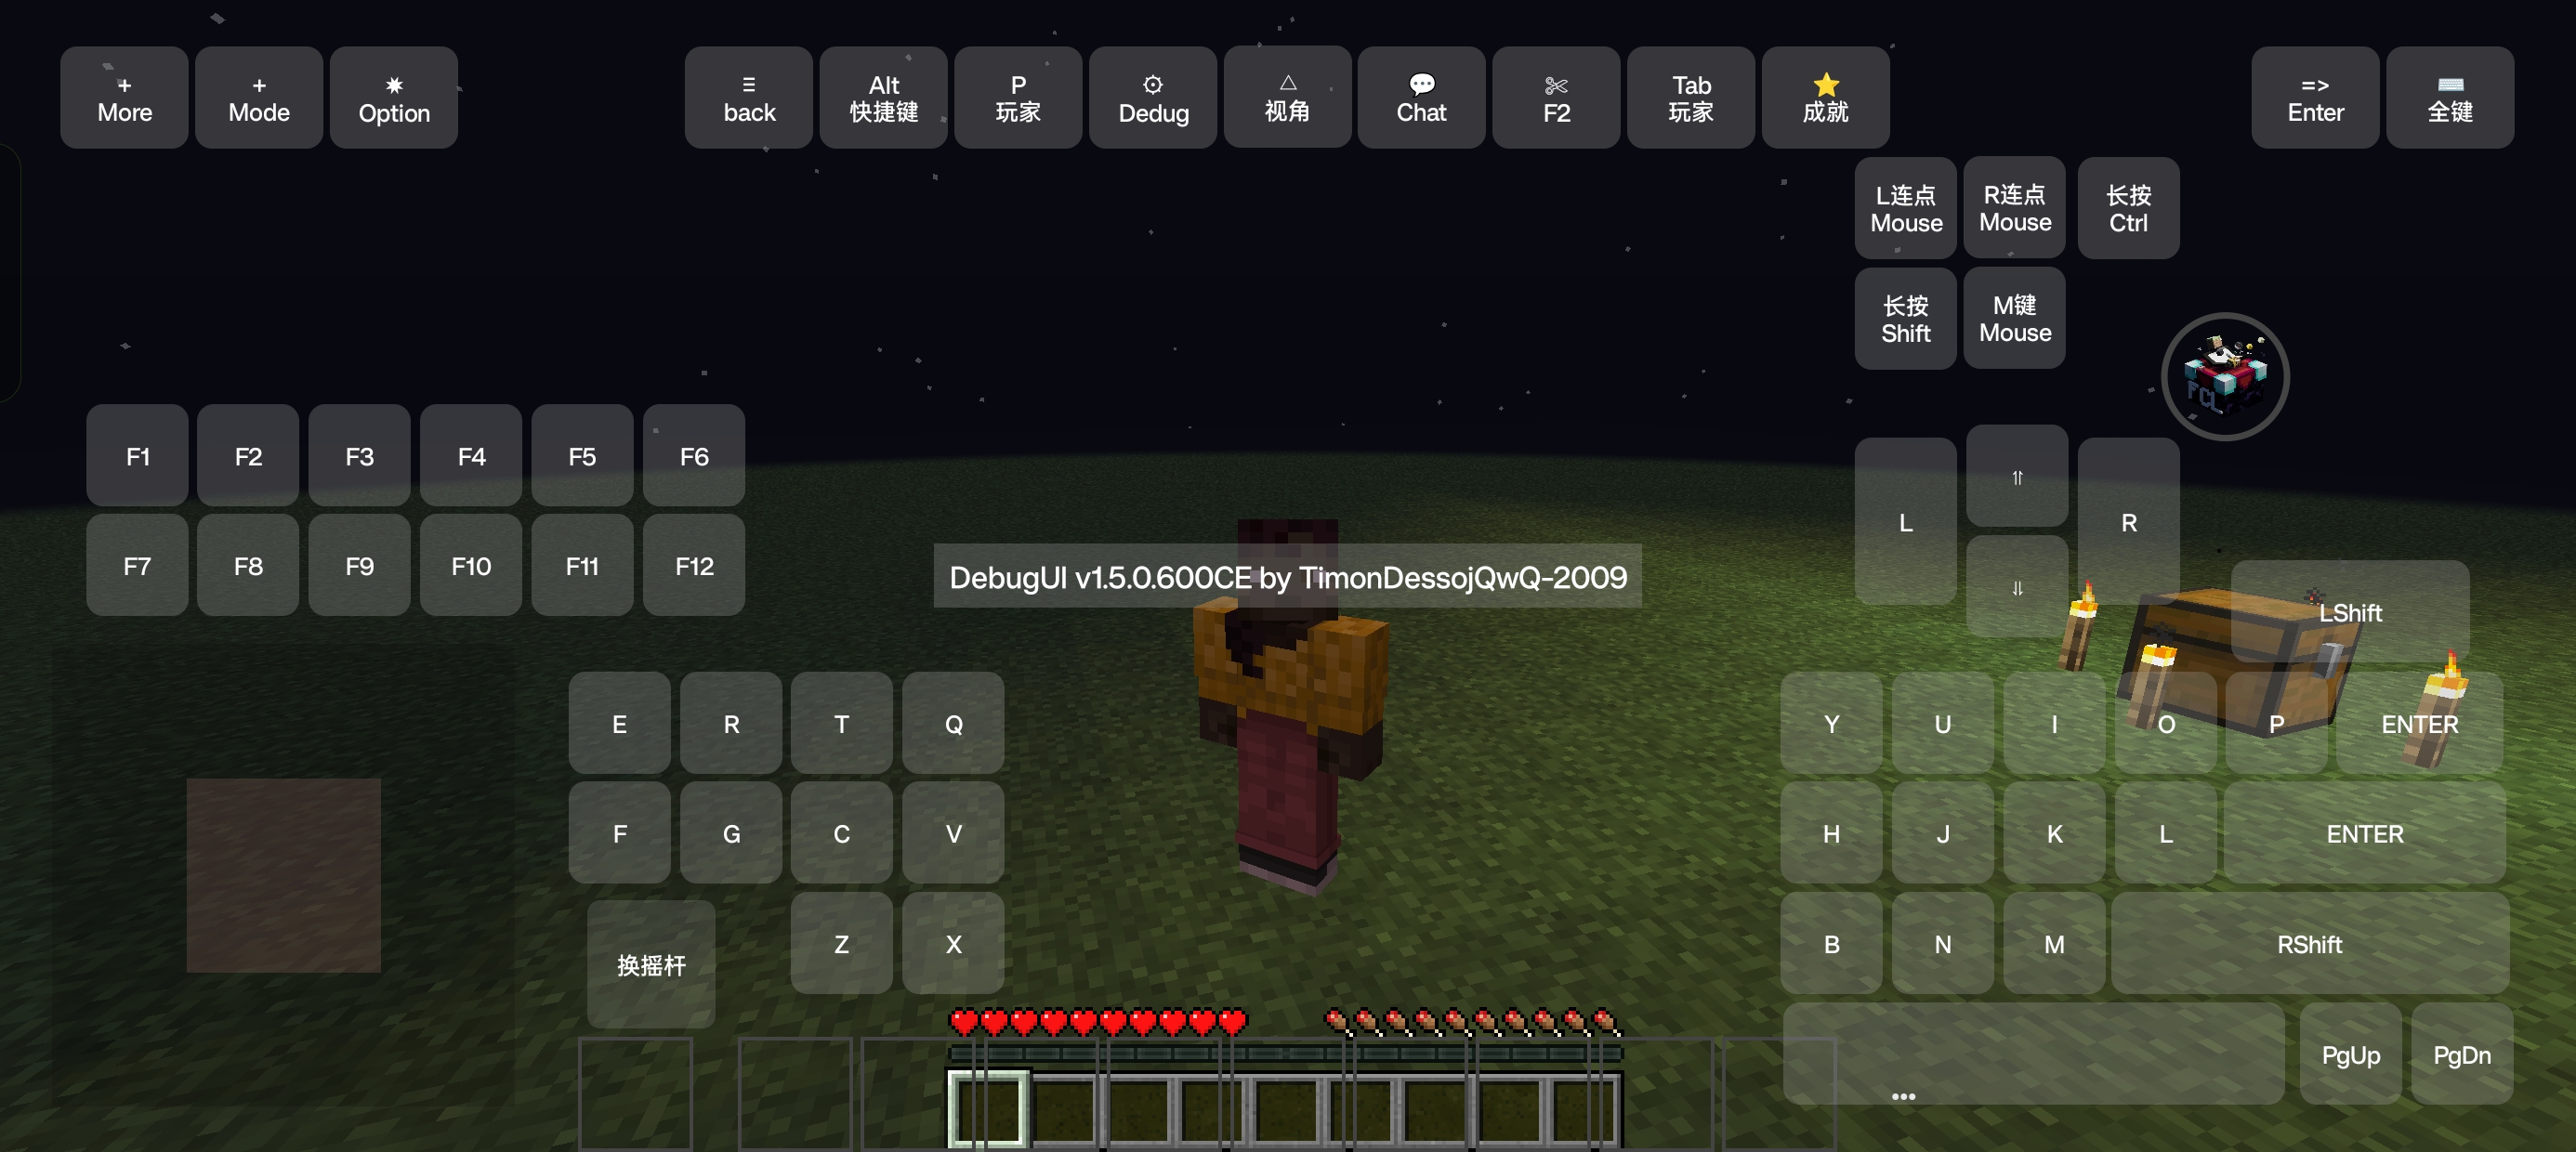 +
More
+
Mode
✷
Option
☰
back
Alt
快捷键
P
玩家
Dedug
△
视角
💬
Chat
✄
F2
Tab
玩家
⭐
成就
=>
Enter
⌨️
全键
L连点
Mouse
R连点
Mouse
长按
Ctrl
长按
Shift
M键
Mouse
FCL
F1
F2
F3
F4
F5
F6
F7
F8
F9
F10
F11
F12
L
⥣
R
⥥
DebugUI v1.5.0.600CE by TimonDessojQwQ-2009
LShift
E
R
T
Q
Y
U
I
O
P
ENTER
F
G
C
V
H
J
K
L
ENTER
换摇杆
Z
X
B
N
M
RShift
...
PgUp
PgDn